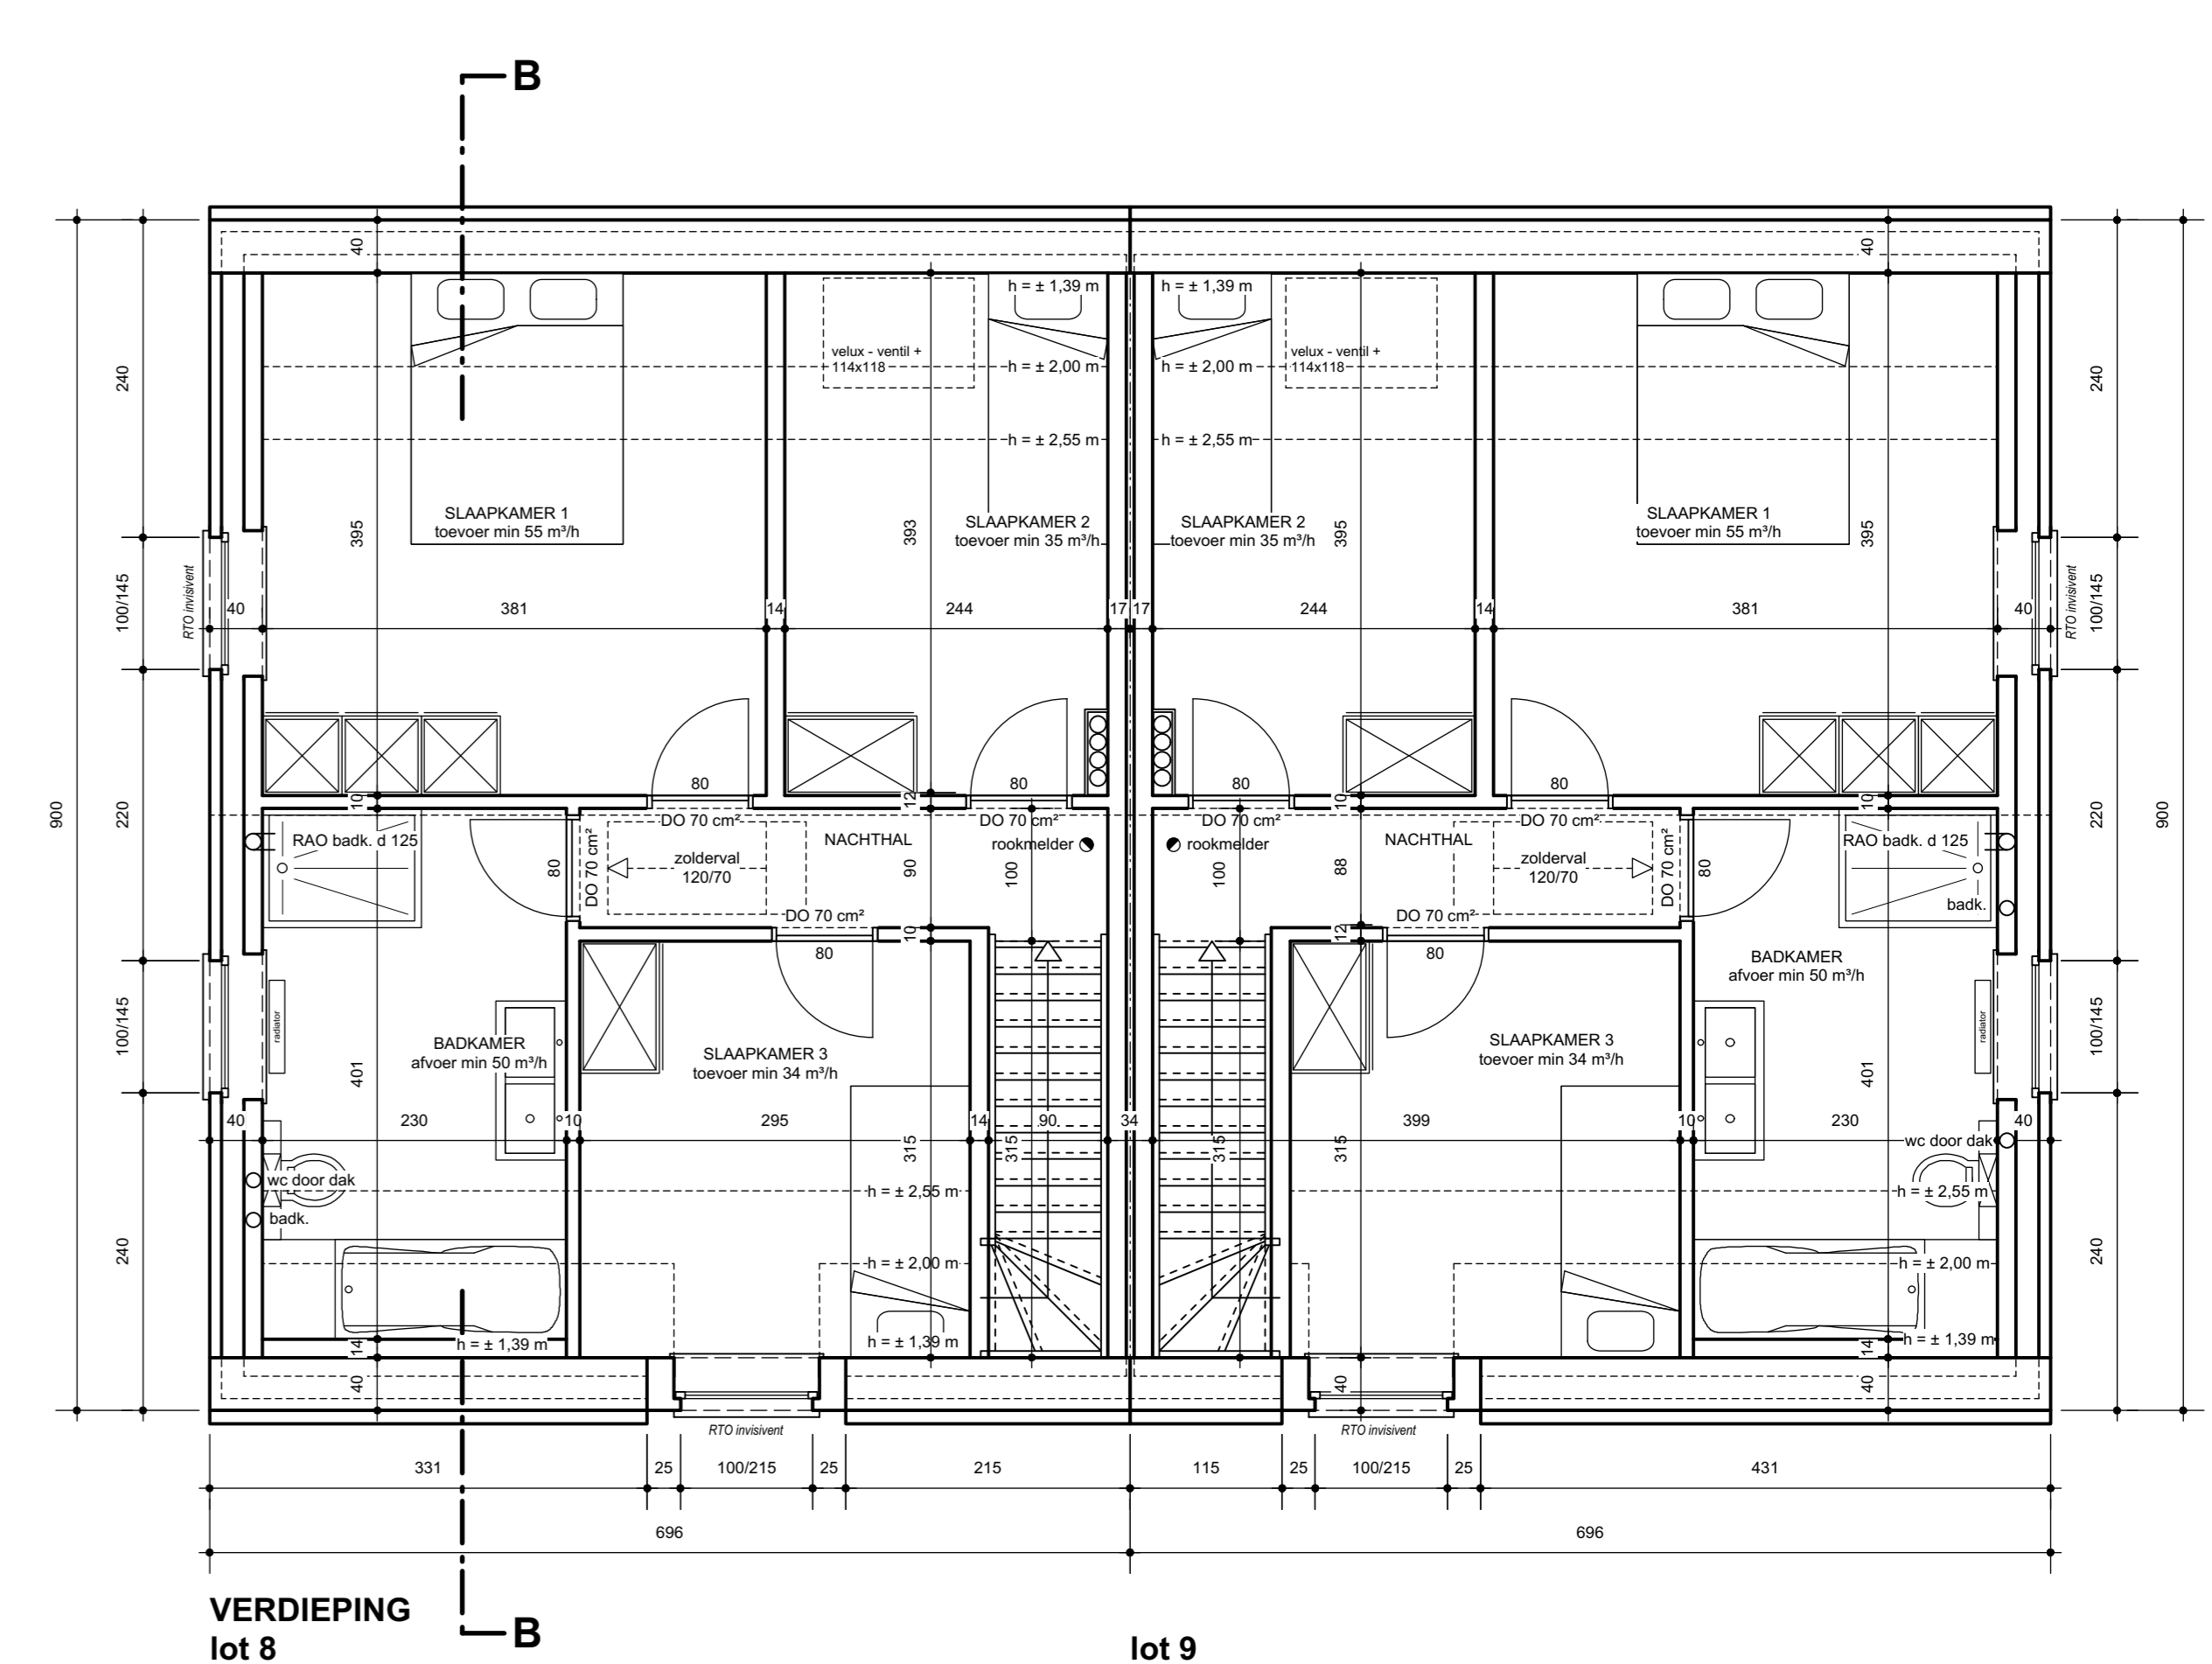 B
40
40
h = ± 1,39 m
h = ± 1,39 m
velux - ventil +
114x118
h = ± 2,00 m
h = ± 2,00 m
velux - ventil +
114x118
240
240
h = ± 2,55 m
h = ± 2,55 m
SLAAPKAMER 1
toevoer min 55 m³/h
395
393
SLAAPKAMER 2
toevoer min 35 m³/h
SLAAPKAMER 2
toevoer min 35 m³/h
395
SLAAPKAMER 1
toevoer min 55 m³/h
395
100/145
RTO invisivent
40
381
14
244
17
17
244
14
381
40
RTO invisivent
100/145
80
80
80
80
900
220
10
12
10
10
220
900
DO 70 cm²
DO 70 cm²
DO 70 cm²
DO 70 cm²
RAO badk. d 125
80
DO 70 cm²
zolderval
120/70
NACHTHAL
90
rookmelder
100
rookmelder
100
88
NACHTHAL
zolderval
120/70
DO 70 cm²
80
RAO badk. d 125
badk.
DO 70 cm²
DO 70 cm²
10
12
80
80
BADKAMER
afvoer min 50 m³/h
100/145
radiator
BADKAMER
afvoer min 50 m³/h
401
SLAAPKAMER 3
toevoer min 34 m³/h
SLAAPKAMER 3
toevoer min 34 m³/h
401
radiator
100/145
40
230
10
295
14
90
34
399
10
230
40
315
315
315
315
wc door dak
wc door dak
badk.
h = ± 2,55 m
h = ± 2,55 m
240
240
h = ± 2,00 m
h = ± 2,00 m
14
h = ± 1,39 m
h = ± 1,39 m
14
h = ± 1,39 m
40
40
40
RTO invisivent
RTO invisivent
331
25
100/215
25
215
115
25
100/215
25
431
696
696
VERDIEPING
lot 8
B
lot 9